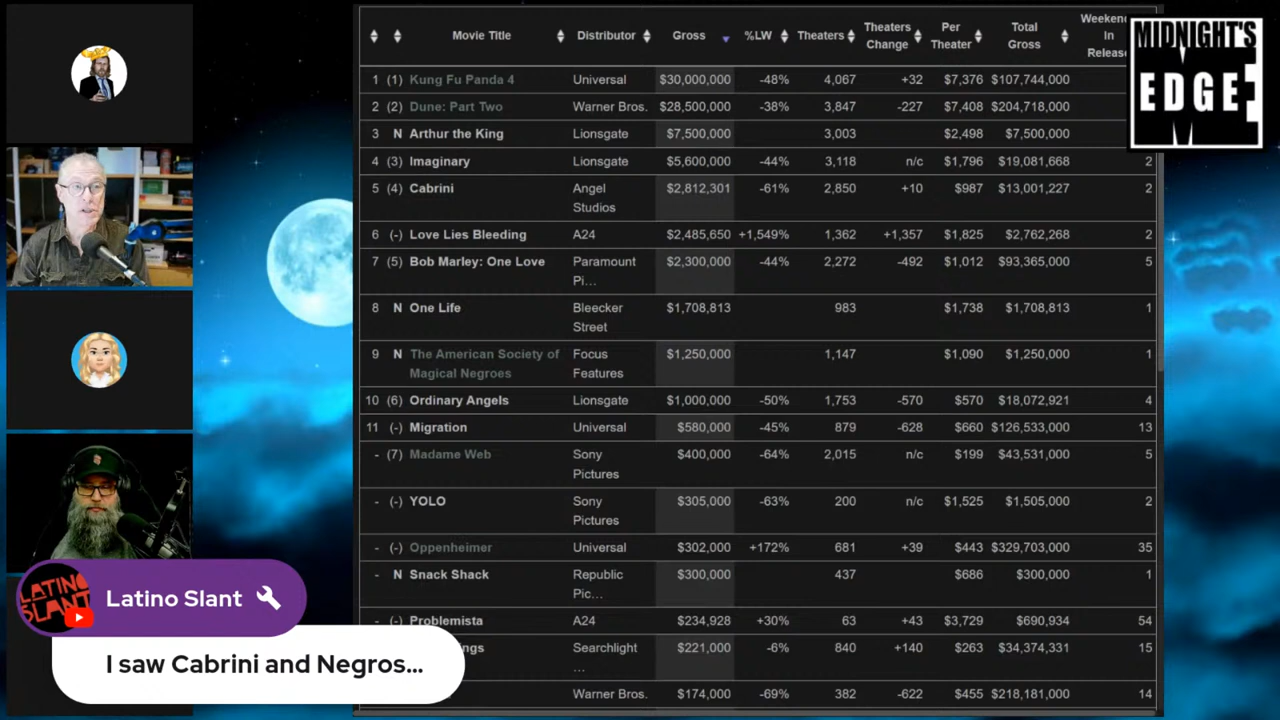 Movie Title Distributor Gross %LW Theaters Theaters Change Per Theater Total Gross Weekend In Release
1 (1) Kung Fu Panda 4 Universal $30,000,000 -48% 4,067 +32 $7,376 $107,744,000
2 (2) Dune: Part Two Warner Bros. $28,500,000 -38% 3,847 -227 $7,408 $204,718,000
3 N Arthur the King Lionsgate $7,500,000 3,003 $2,498 $7,500,000
4 (3) Imaginary Lionsgate $5,600,000 -44% 3,118 n/c $1,796 $19,081,668 2
5 (4) Cabrini Angel Studios $2,812,301 -61% 2,850 +10 $987 $13,001,227 2
6 (-) Love Lies Bleeding A24 $2,485,650 +1,549% 1,362 +1,357 $1,825 $2,762,268 2
7 (5) Bob Marley: One Love Paramount Pi... $2,300,000 -44% 2,272 -492 $1,012 $93,365,000 5
8 N One Life Bleecker Street $1,708,813 983 $1,738 $1,708,813 1
9 N The American Society of Magical Negroes Focus Features $1,250,000 1,147 $1,090 $1,250,000 1
10 (6) Ordinary Angels Lionsgate $1,000,000 -50% 1,753 -570 $570 $18,072,921 4
11 (-) Migration Universal $580,000 -45% 879 -628 $660 $126,533,000 13
- (7) Madame Web Sony Pictures $400,000 -64% 2,015 n/c $199 $43,531,000 5
- (-) YOLO Sony Pictures $305,000 -63% 200 n/c $1,525 $1,505,000 2
- (-) Oppenheimer Universal $302,000 +172% 681 +39 $443 $329,703,000 35
- N Snack Shack Republic Pic... $300,000 437 $686 $300,000 1
- (-) Problemista A24 $234,928 +30% 63 +43 $3,729 $690,934 54
ngs Searchlight ... $221,000 -6% 840 +140 $263 $34,374,331 15
Warner Bros. $174,000 -69% 382 -622 $455 $218,181,000 14
MIDNIGHT'S
EDGE
LATINO
SLANT
Latino Slant
I saw Cabrini and Negros...